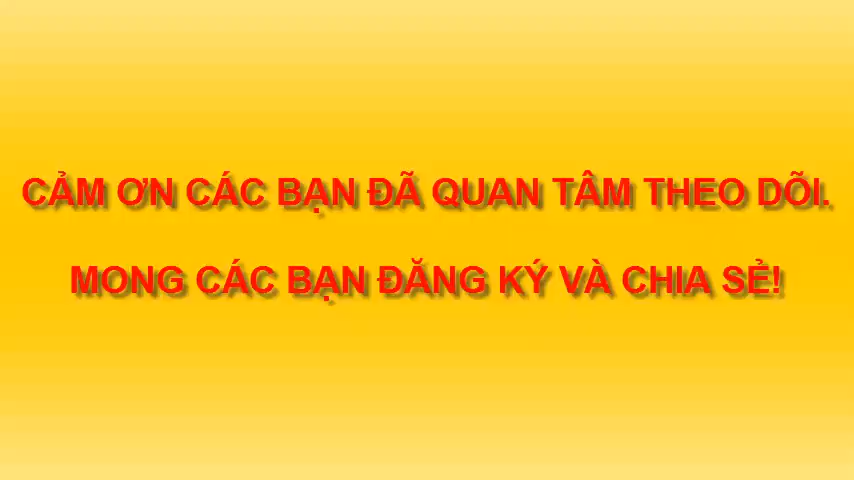 CẢM ƠN CÁC BẠN ĐÃ QUAN TÂM THEO DÕI.
MONG CÁC BẠN ĐĂNG KÝ VÀ CHIA SẺ!